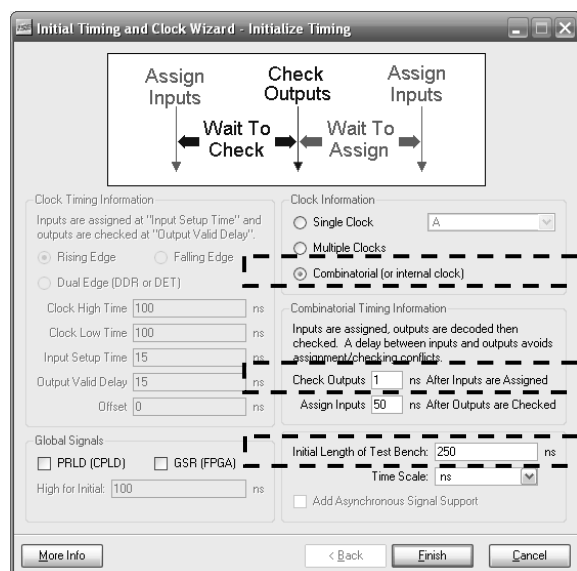 Initial Timing and Clock Wizard - Initialize Timing
Assign Inputs
Check Outputs
Assign Inputs
Wait To Check
Wait To Assign
Clock Timing Information
Inputs are assigned at "Input Setup Time" and
outputs are checked at "Output Valid Delay".
Rising Edge
Falling Edge
Dual Edge (DDR or DET)
Clock High Time 100 ns
Clock Low Time 100 ns
Input Setup Time 15 ns
Output Valid Delay 15 ns
Offset 0 ns
Global Signals
PRLD (CPLD)
GSR (FPGA)
High for Initial: 100 ns
Clock Information
Single Clock A
Multiple Clocks
Combinatorial (or internal clock)
Combinatorial Timing Information
Inputs are assigned, outputs are decoded then
checked. A delay between inputs and outputs avoids
assignment/checking conflicts.
Check Outputs 1 ns After Inputs are Assigned
Assign Inputs 50 ns After Outputs are Checked
Initial Length of Test Bench: 250 ns
Time Scale: ns
Add Asynchronous Signal Support
More Info
< Back
Finish
Cancel